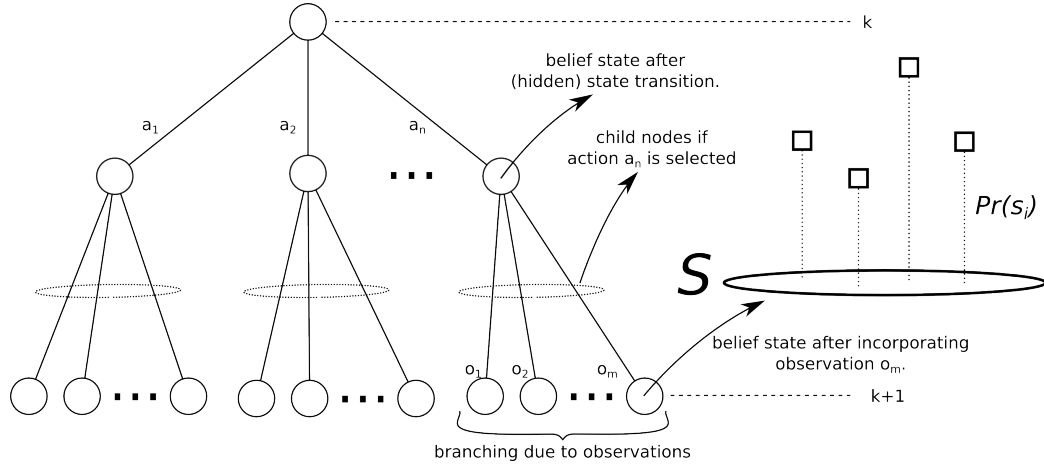 k
belief state after
(hidden) state transition.
a₁
a₂
aₙ
child nodes if
action aₙ is selected
Pr(sᵢ)
S
belief state after incorporating
observation oₘ.
o₁
o₂
oₘ
k+1
branching due to observations